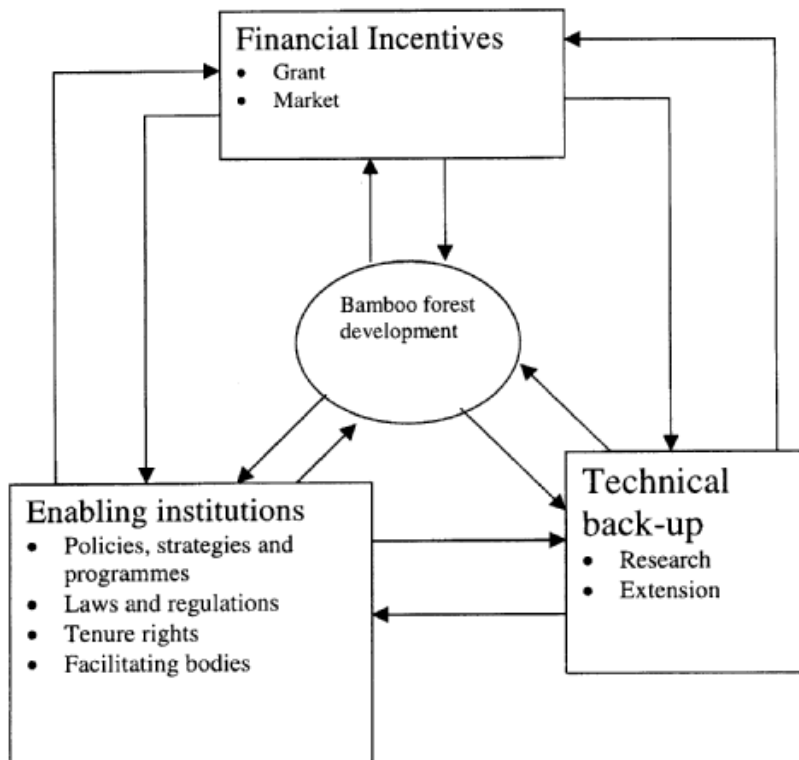 Financial Incentives
• Grant
• Market
Bamboo forest
development
Enabling institutions
• Policies, strategies and
programmes
• Laws and regulations
• Tenure rights
• Facilitating bodies
Technical
back-up
• Research
• Extension